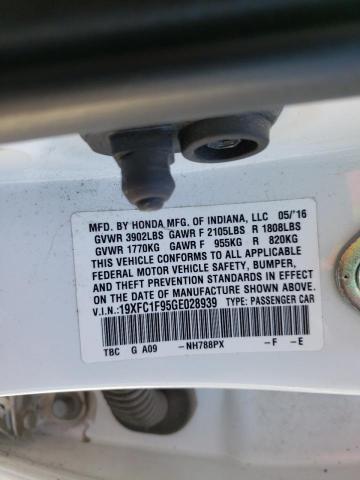 MFD. BY HONDA MFG. OF INDIANA, LLC 05/'16
GVWR 3902LBS GAWR F 2105LBS R 1808LBS
GVWR 1770KG GAWR F 955KG R 820KG
THIS VEHICLE CONFORMS TO ALL APPLICABLE
FEDERAL MOTOR VEHICLE SAFETY, BUMPER,
AND THEFT PREVENTION STANDARDS IN EFFECT
ON THE DATE OF MANUFACTURE SHOWN ABOVE.
V.I.N.:19XFC1F95GE028939 TYPE: PASSENGER CAR
TBC G A09 -NH788PX -F -E